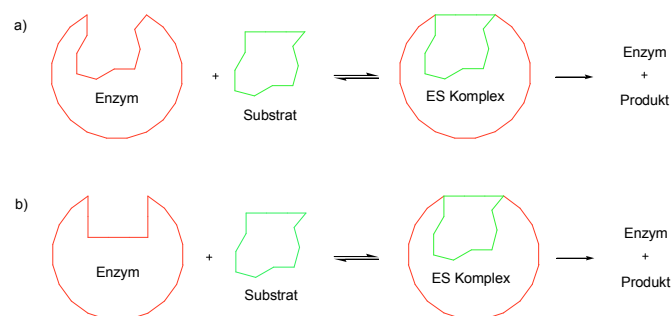 a)
Enzym
+
Substrat
ES Komplex
Enzym
+
Produkt
b)
Enzym
+
Substrat
ES Komplex
Enzym
+
Produkt